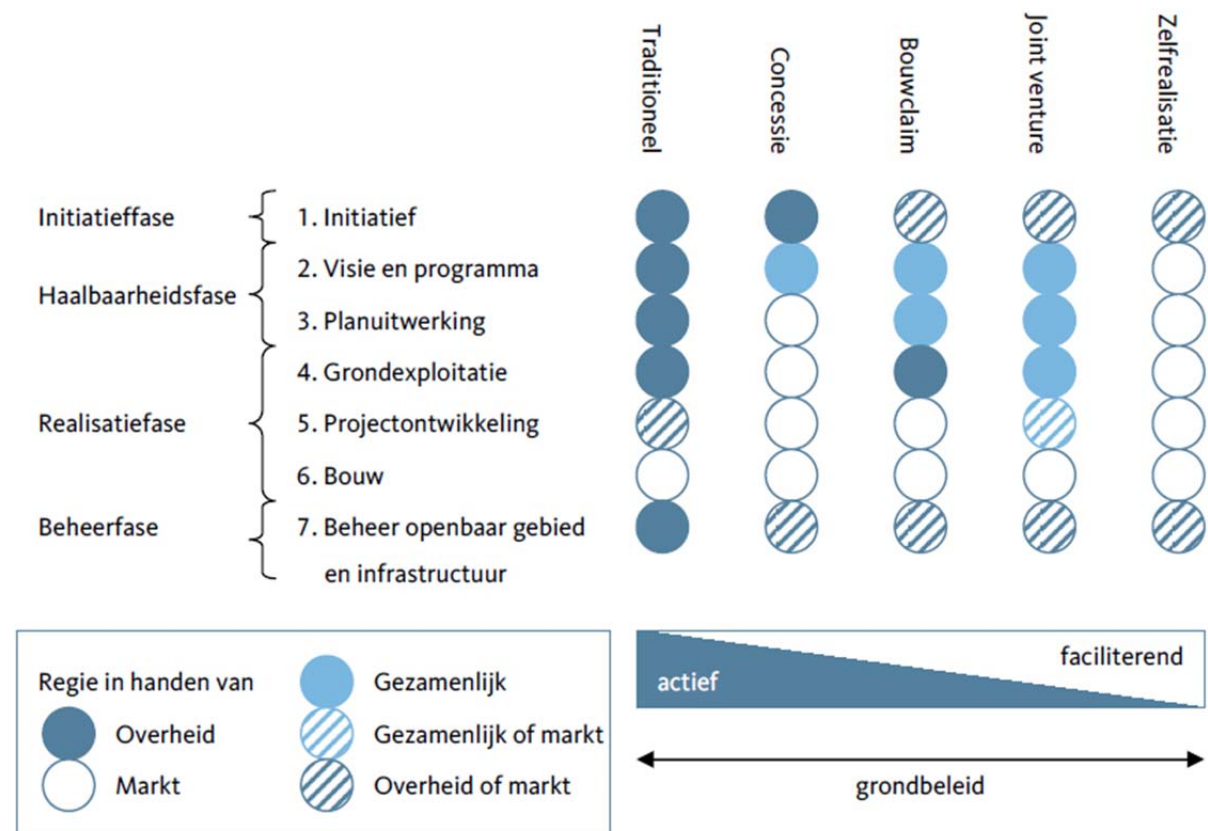 Traditioneel
Concessie
Bouwclaim
Joint venture
Zelfrealisatie
Initiatieffase
1. Initiatief
2. Visie en programma
Haalbaarheidsfase
3. Planuitwerking
4. Grondexploitatie
Realisatiefase
5. Projectontwikkeling
6. Bouw
Beheerfase
7. Beheer openbaar gebied
en infrastructuur
Regie in handen van
Overheid
Markt
Gezamenlijk
Gezamenlijk of markt
Overheid of markt
actief
faciliterend
grondbeleid